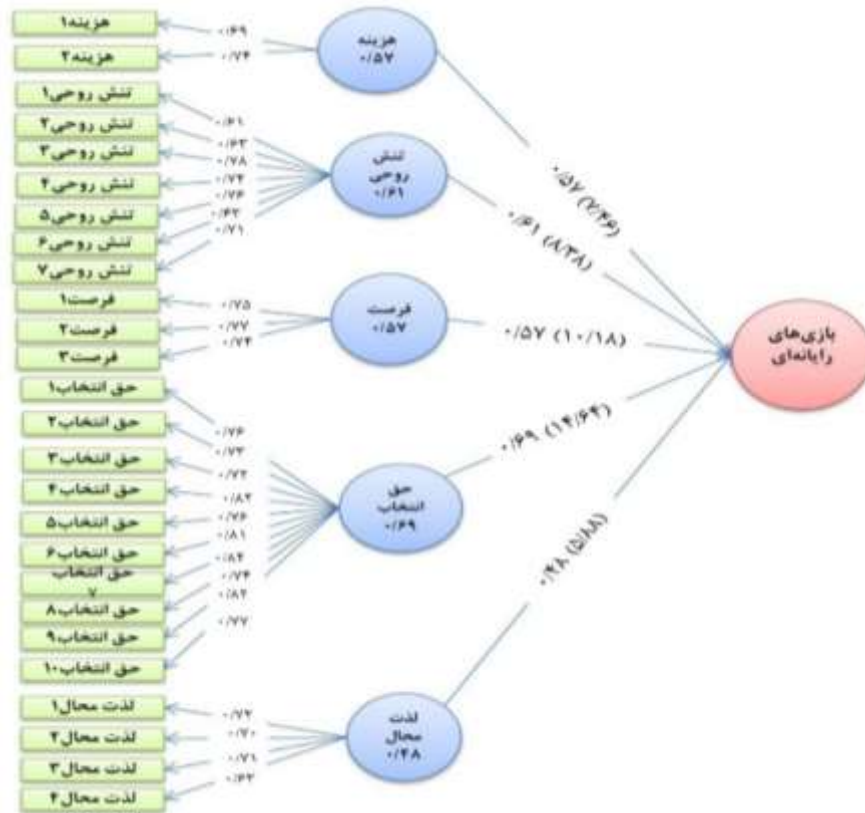 هزینه۱
هزینه۲
تنش روحی۱
تنش روحی۲
تنش روحی۳
تنش روحی۴
تنش روحی۵
تنش روحی۶
تنش روحی۷
فرصت۱
فرصت۲
فرصت۳
حق انتخاب۱
حق انتخاب۲
حق انتخاب۳
حق انتخاب۴
حق انتخاب۵
حق انتخاب۶
حق انتخاب
۷
حق انتخاب۸
حق انتخاب۹
حق انتخاب۱۰
لذت محال۱
لذت محال۲
لذت محال۳
لذت محال۴
۰/۶۹
۰/۷۴
۰/۶۱
۰/۶۳
۰/۷۸
۰/۷۴
۰/۷۶
۰/۶۲
۰/۷۱
۰/۷۵
۰/۷۷
۰/۷۴
۰/۷۶
۰/۷۳
۰/۷۲
۰/۸۲
۰/۷۶
۰/۸۱
۰/۸۴
۰/۷۴
۰/۸۲
۰/۷۷
۰/۷۲
۰/۷۰
۰/۷۱
۰/۶۲
هزینه
۰/۵۷
تنش
روحی
۰/۶۱
فرصت
۰/۵۷
حق
انتخاب
۰/۶۹
لذت
محال
۰/۴۸
۰/۵۷ (۷/۴۶)
۰/۶۱ (۸/۳۸)
۰/۵۷ (۱۰/۱۸)
۰/۶۹ (۱۴/۶۴)
۰/۴۸ (۵/۸۸)
بازی‌های
رایانه‌ای